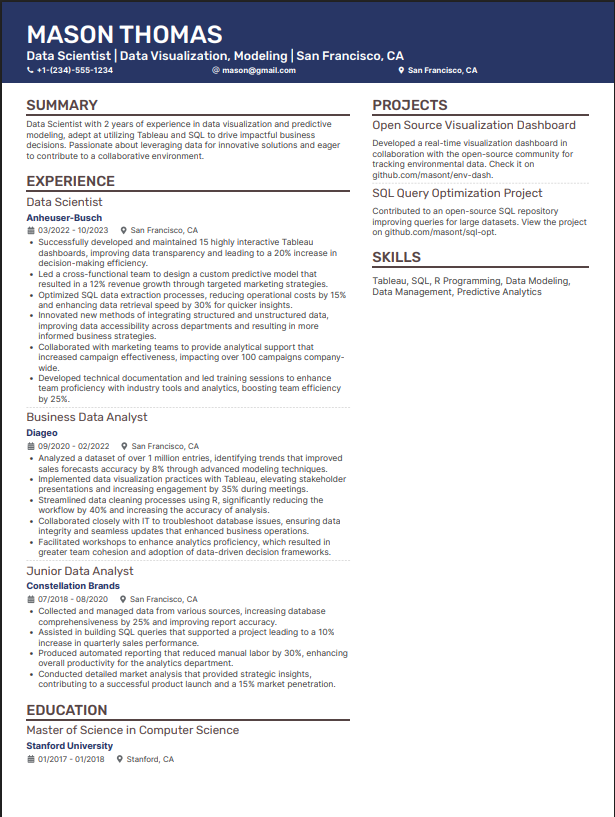 MASON THOMAS
Data Scientist | Data Visualization, Modeling | San Francisco, CA
+1-(234)-555-1234 @ mason@gmail.com San Francisco, CA
SUMMARY
Data Scientist with 2 years of experience in data visualization and predictive
modeling, adept at utilizing Tableau and SQL to drive impactful business
decisions. Passionate about leveraging data for innovative solutions and eager
to contribute to a collaborative environment.
EXPERIENCE
Data Scientist
Anheuser-Busch
03/2022 - 10/2023 San Francisco, CA
• Successfully developed and maintained 15 highly interactive Tableau
dashboards, improving data transparency and leading to a 20% increase in
decision-making efficiency.
• Led a cross-functional team to design a custom predictive model that
resulted in a 12% revenue growth through targeted marketing strategies.
• Optimized SQL data extraction processes, reducing operational costs by 15%
and enhancing data retrieval speed by 30% for quicker insights.
• Innovated new methods of integrating structured and unstructured data,
improving data accessibility across departments and resulting in more
informed business strategies.
• Collaborated with marketing teams to provide analytical support that
increased campaign effectiveness, impacting over 100 campaigns company-
wide.
• Developed technical documentation and led training sessions to enhance
team proficiency with industry tools and analytics, boosting team efficiency
by 25%.
Business Data Analyst
Diageo
09/2020 - 02/2022 San Francisco, CA
• Analyzed a dataset of over 1 million entries, identifying trends that improved
sales forecasts accuracy by 8% through advanced modeling techniques.
• Implemented data visualization practices with Tableau, elevating stakeholder
presentations and increasing engagement by 35% during meetings.
• Streamlined data cleaning processes using R, significantly reducing the
workflow by 40% and increasing the accuracy of analysis.
• Collaborated closely with IT to troubleshoot database issues, ensuring data
integrity and seamless updates that enhanced business operations.
• Facilitated workshops to enhance analytics proficiency, which resulted in
greater team cohesion and adoption of data-driven decision frameworks.
Junior Data Analyst
Constellation Brands
07/2018 - 08/2020 San Francisco, CA
• Collected and managed data from various sources, increasing database
comprehensiveness by 25% and improving report accuracy.
• Assisted in building SQL queries that supported a project leading to a 10%
increase in quarterly sales performance.
• Produced automated reporting that reduced manual labor by 30%, enhancing
overall productivity for the analytics department.
• Conducted detailed market analysis that provided strategic insights,
contributing to a successful product launch and a 15% market penetration.
EDUCATION
Master of Science in Computer Science
Stanford University
01/2017 - 01/2018 Stanford, CA
PROJECTS
Open Source Visualization Dashboard
Developed a real-time visualization dashboard in
collaboration with the open-source community for
tracking environmental data. Check it on
github.com/masont/env-dash.
SQL Query Optimization Project
Contributed to an open-source SQL repository
improving queries for large datasets. View the project
on github.com/masont/sql-opt.
SKILLS
Tableau, SQL, R Programming, Data Modeling,
Data Management, Predictive Analytics